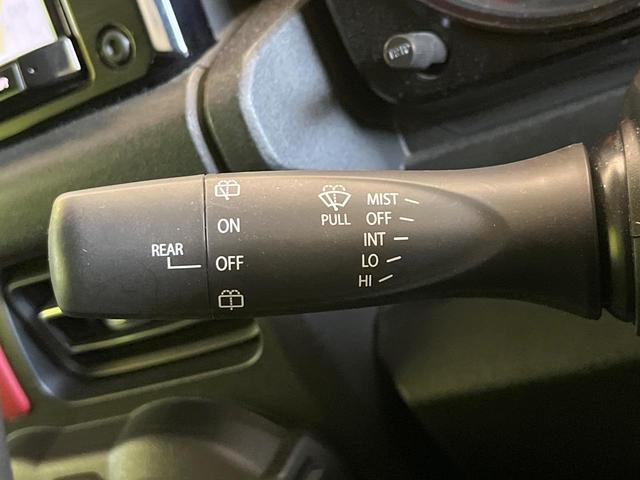 REAR
ON
OFF
PULL
MIST
OFF
INT
LO
HI